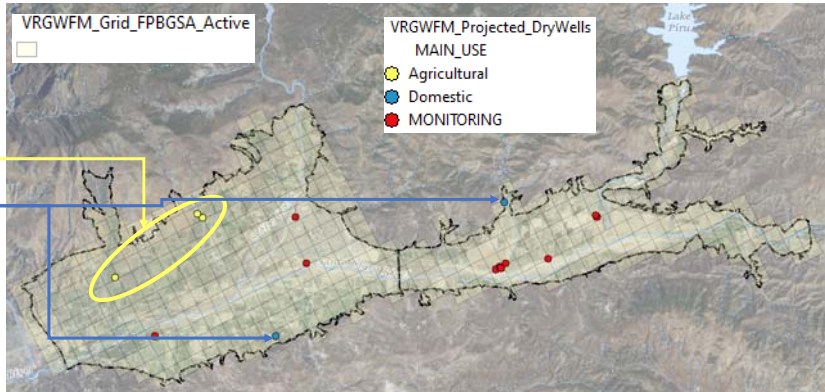 VRGWFM_Grid_FPBGSA_Active
VRGWFM_Projected_DryWells
MAIN_USE
Agricultural
Domestic
MONITORING
Lake
Piru